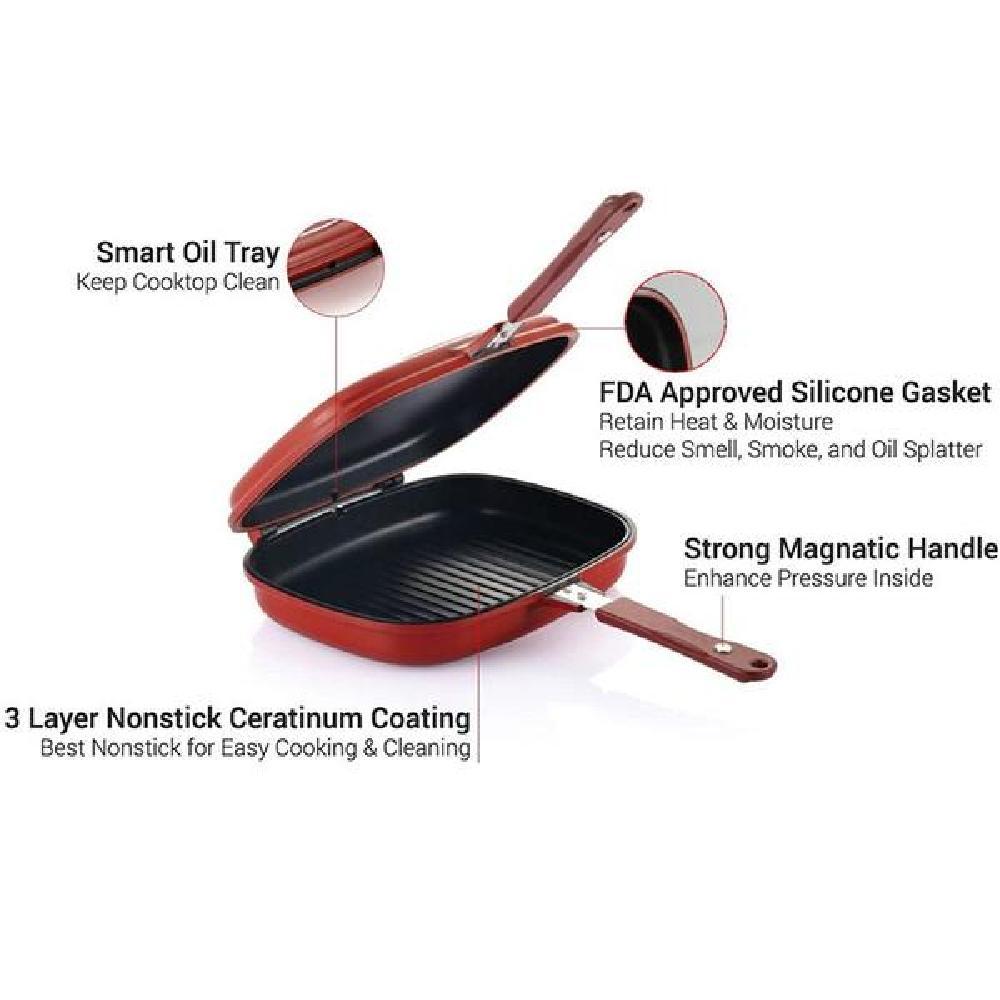 Smart Oil Tray
Keep Cooktop Clean
FDA Approved Silicone Gasket
Retain Heat & Moisture
Reduce Smell, Smoke, and Oil Splatter
Strong Magnatic Handle
Enhance Pressure Inside
3 Layer Nonstick Ceratinum Coating
Best Nonstick for Easy Cooking & Cleaning